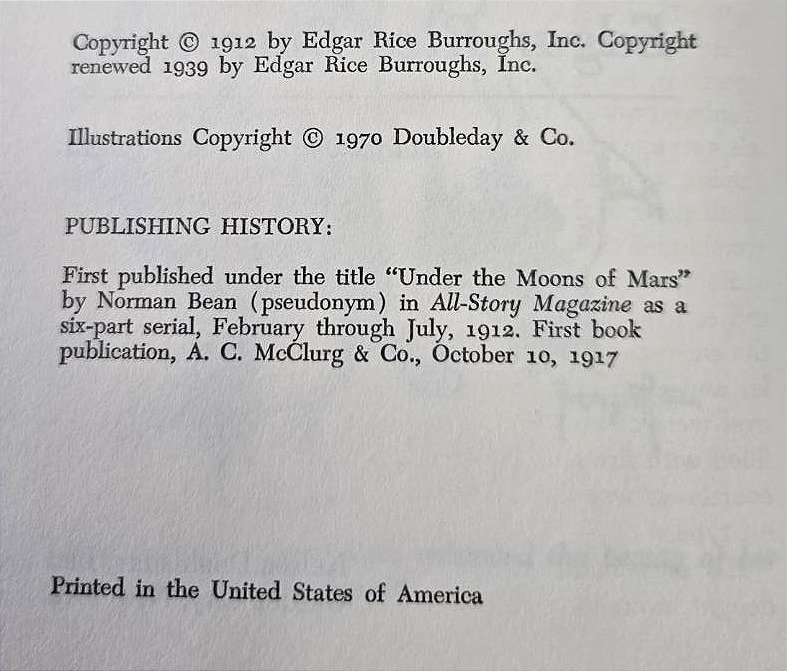 Copyright © 1912 by Edgar Rice Burroughs, Inc. Copyright
renewed 1939 by Edgar Rice Burroughs, Inc.
Illustrations Copyright © 1970 Doubleday & Co.
PUBLISHING HISTORY:
First published under the title “Under the Moons of Mars”
by Norman Bean (pseudonym) in All-Story Magazine as a
six-part serial, February through July, 1912. First book
publication, A. C. McClurg & Co., October 10, 1917
Printed in the United States of America